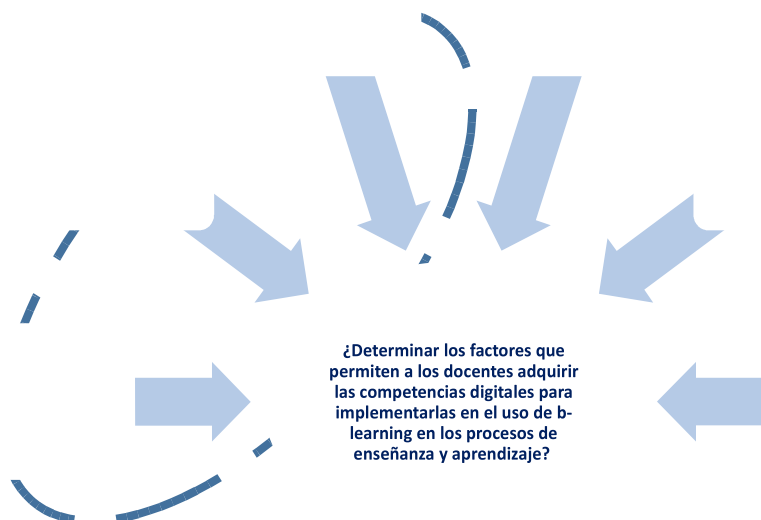 ¿Determinar los factores que
permiten a los docentes adquirir
las competencias digitales para
implementarlas en el uso de b-
learning en los procesos de
enseñanza y aprendizaje?